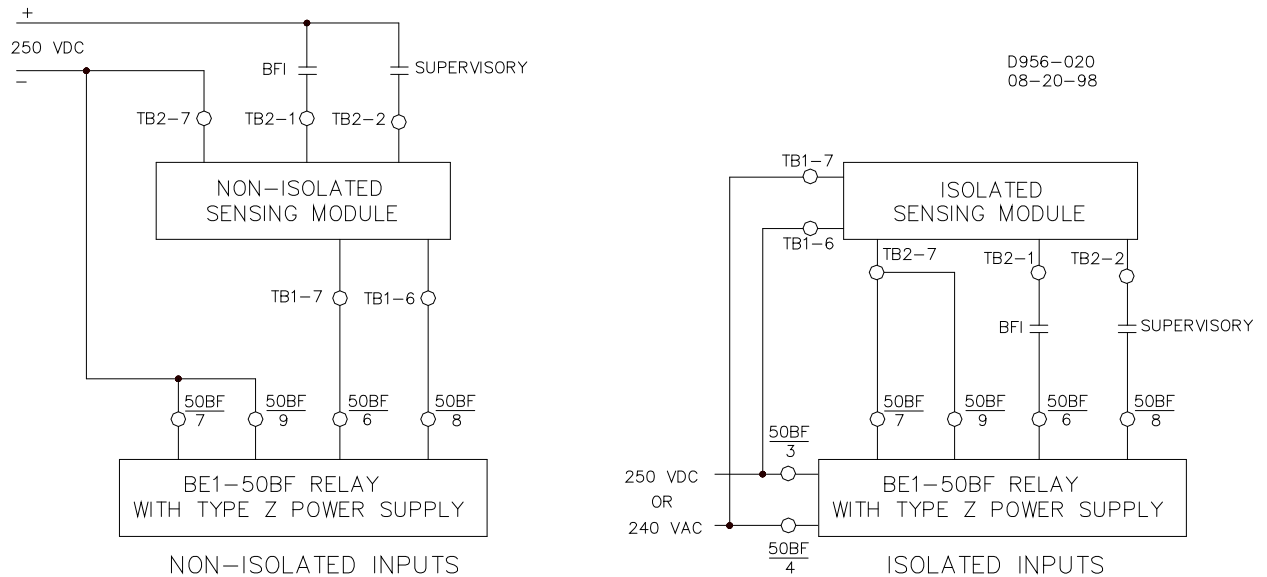 +
250 VDC
−
BFI
SUPERVISORY
TB2−7
TB2−1
TB2−2
NON−ISOLATED
SENSING MODULE
TB1−7
TB1−6
50BF
7
50BF
9
50BF
6
50BF
8
BE1−50BF RELAY
WITH TYPE Z POWER SUPPLY
NON−ISOLATED INPUTS
D956−020
08−20−98
TB1−7
ISOLATED
SENSING MODULE
TB1−6
TB2−7
TB2−1
TB2−2
BFI
SUPERVISORY
50BF
7
50BF
9
50BF
6
50BF
8
50BF
3
250 VDC
OR
240 VAC
50BF
4
BE1−50BF RELAY
WITH TYPE Z POWER SUPPLY
ISOLATED INPUTS